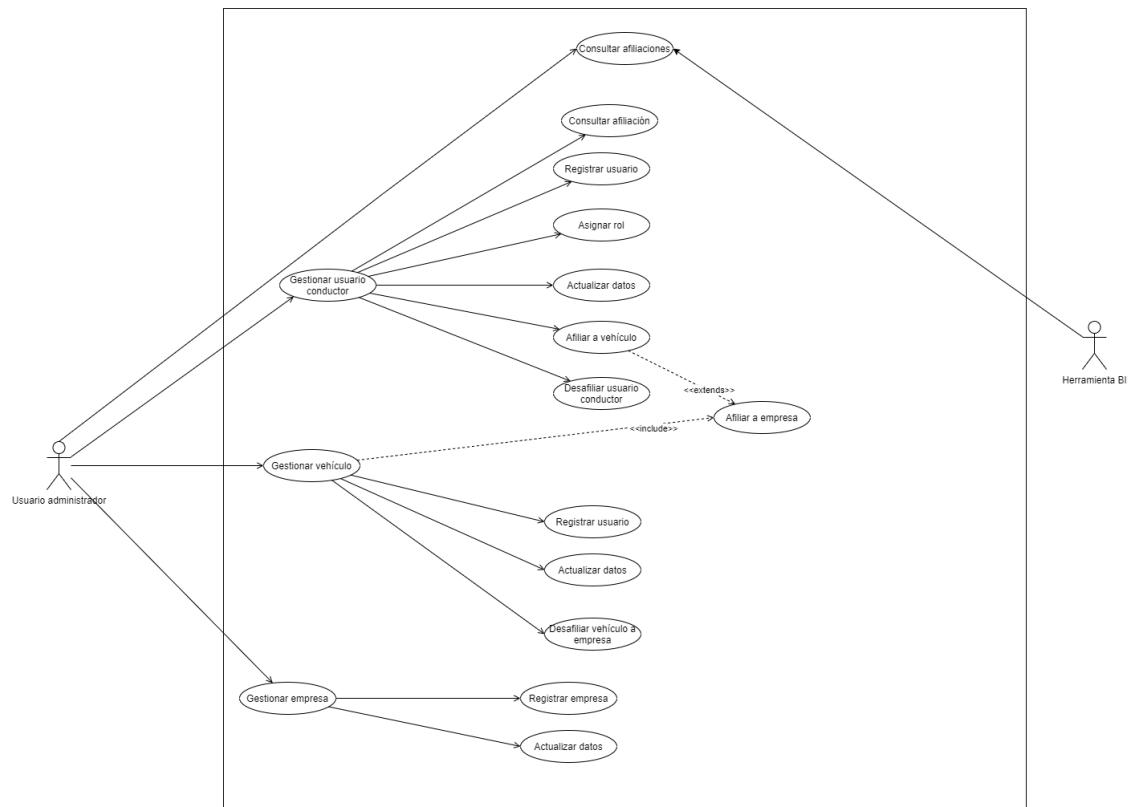 Consultar afiliaciones
Consultar afiliaciòn
Registrar usuario
Asignar rol
Gestionar usuario
conductor
Actualizar datos
Afiliar a vehículo
Herramienta BI
Desafiliar usuario
conductor
<<extends>>
Afiliar a empresa
<<include>>
Gestionar vehículo
Usuario administrador
Registrar usuario
Actualizar datos
Desafiliar vehículo a
empresa
Gestionar empresa
Registrar empresa
Actualizar datos